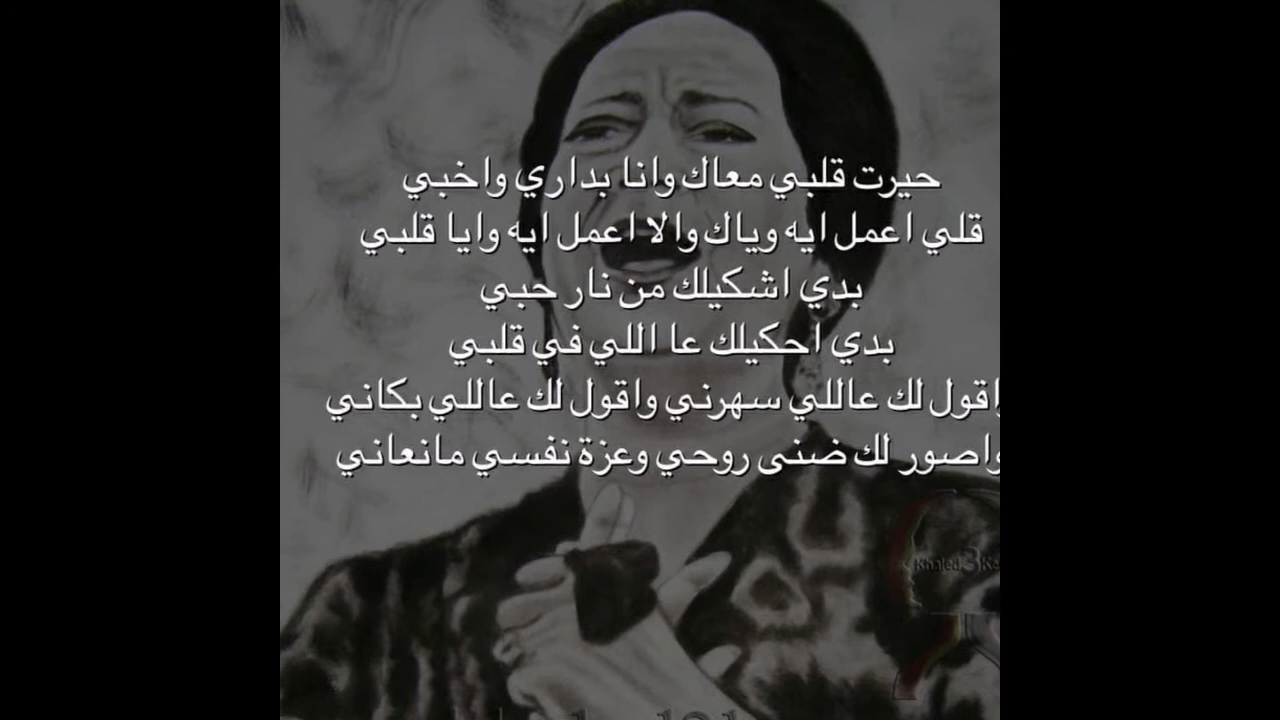 حيرت قلبي معاك وانا بداري واخبي
قلي اعمل ايه وياك والا اعمل ايه وايا قلبي
بدي اشكيلك من نار حبي
بدي احكيلك عا اللي في قلبي
واقول لك عاللي سهرني واقول لك عاللي بكاني
واصور لك ضنى روحي وعزة نفسي مانعاني
Khaled